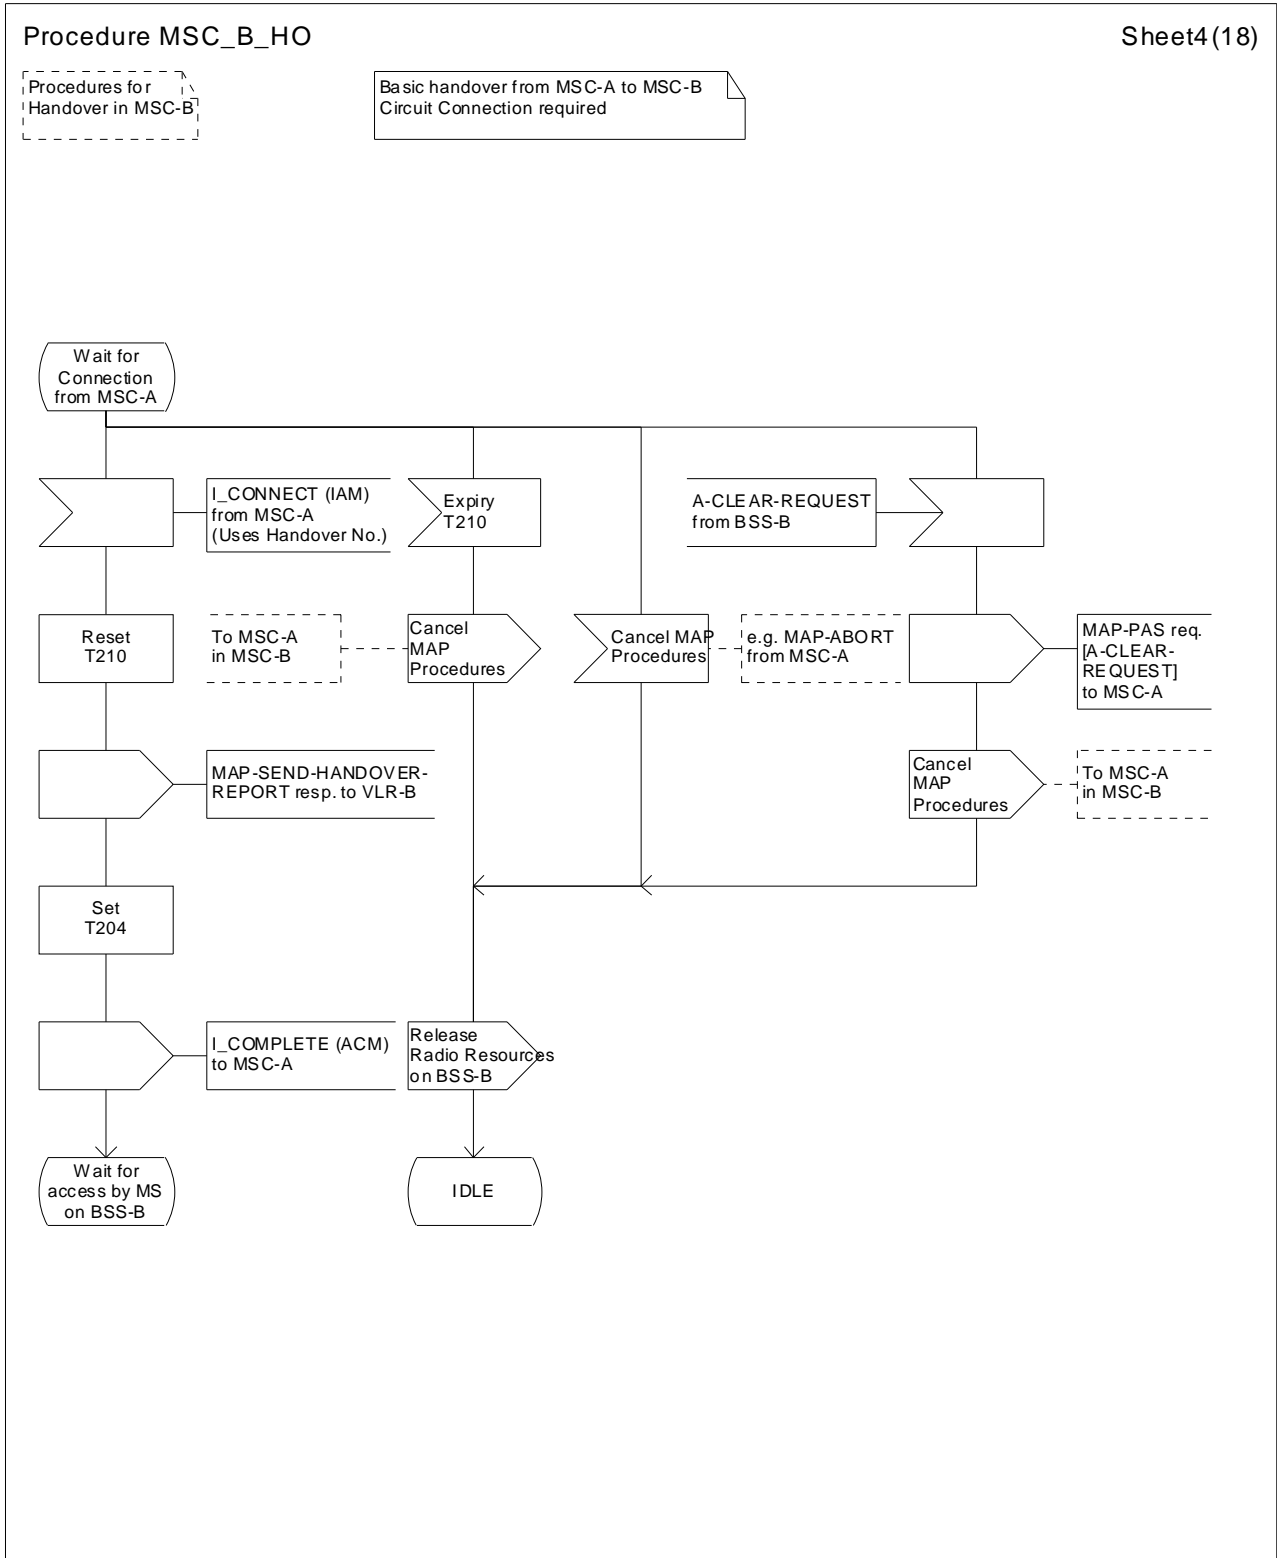 Procedure MSC_B_HO
Sheet4(18)
Procedures for
Handover in MSC-B
Basic handover from MSC-A to MSC-B
Circuit Connection required
Wait for
Connection
from MSC-A
I_CONNECT (IAM)
from MSC-A
(Uses Handover No.)
Expiry
T210
A-CLEAR-REQUEST
from BSS-B
Reset
T210
To MSC-A
in MSC-B
Cancel
MAP
Procedures
Cancel MAP
Procedures
e.g. MAP-ABORT
from MSC-A
MAP-PAS req.
[A-CLEAR-
REQUEST]
to MSC-A
MAP-SEND-HANDOVER-
REPORT resp. to VLR-B
Cancel
MAP
Procedures
To MSC-A
in MSC-B
Set
T204
I_COMPLETE (ACM)
to MSC-A
Release
Radio Resources
on BSS-B
Wait for
access by MS
on BSS-B
IDLE